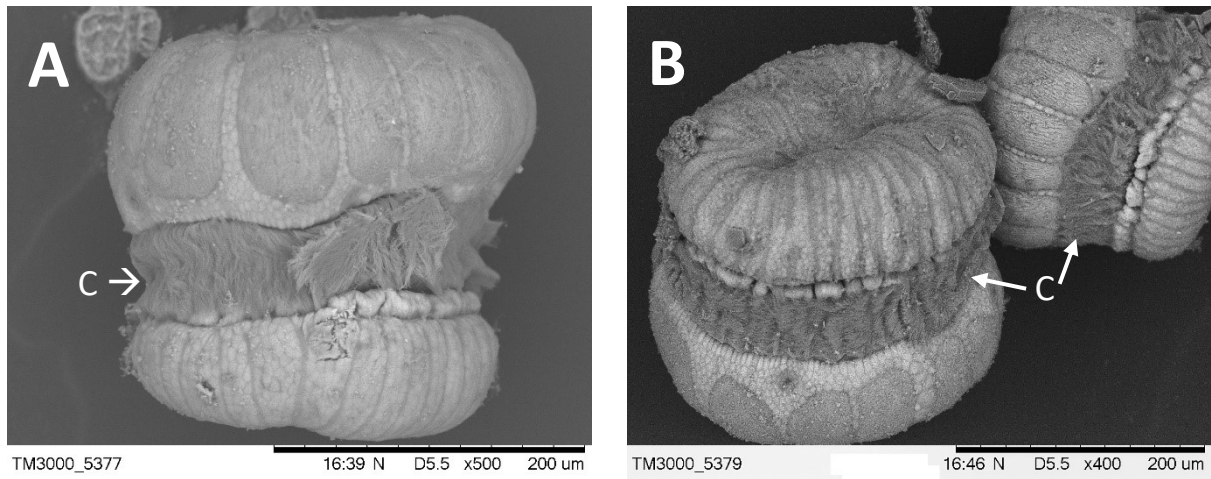 A
C →
TM3000_5377 16:39 N D5.5 x500 200 um
B
C
TM3000_5379 16:46 N D5.5 x400 200 um